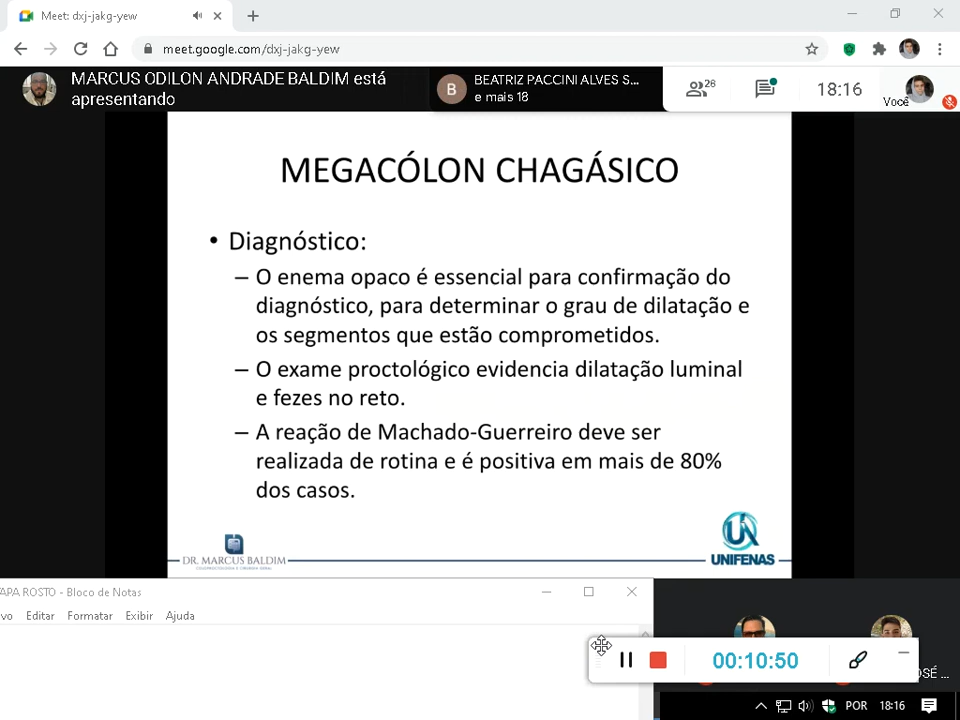 Meet: dxj-jakg-yew
meet.google.com/dxj-jakg-yew
MARCUS ODILON ANDRADE BALDIM está
apresentando
B
BEATRIZ PACCINI ALVES S...
e mais 18
28
18:16
Você
MEGACÓLON CHAGÁSICO
• Diagnóstico:
– O enema opaco é essencial para confirmação do
diagnóstico, para determinar o grau de dilatação e
os segmentos que estão comprometidos.
– O exame proctológico evidencia dilatação luminal
e fezes no reto.
– A reação de Machado-Guerreiro deve ser
realizada de rotina e é positiva em mais de 80%
dos casos.
DR. MARCUS BALDIM
UNIFENAS
TAPA ROSTO - Bloco de Notas
vo Editar Formatar Exibir Ajuda
00:10:50
OSÉ ...
POR 18:16